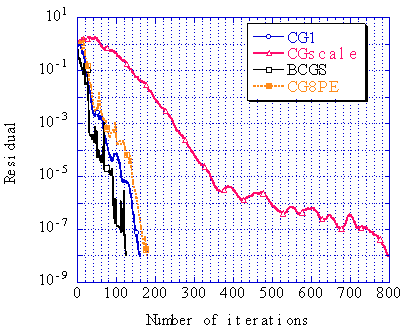 10^1
CG1
CGscale
BCGS
CG8PE
10^-1
10^-3
10^-5
10^-7
10^-9
Residual
0 100 200 300 400 500 600 700 800
Number of iterations